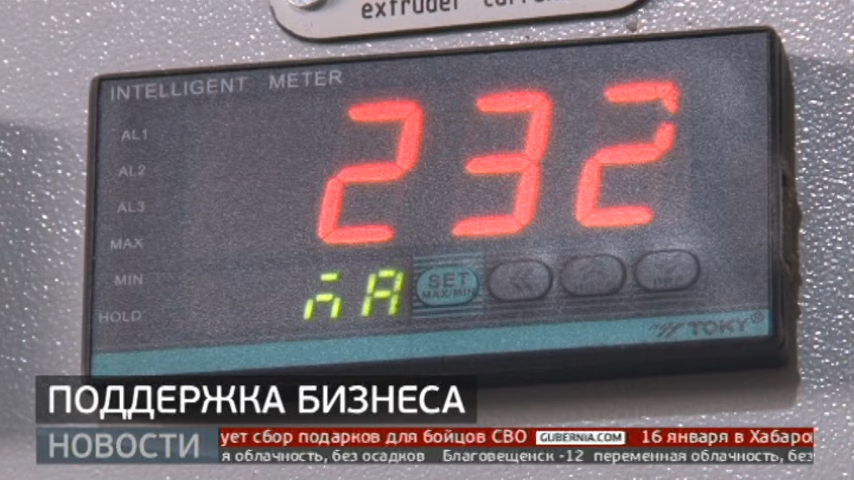 extruder
INTELLIGENT METER
232
AL1
AL2
AL3
MAX
MIN
HOLD
mA
SET
MAX/MIN
TOKY®
ПОДДЕРЖКА БИЗНЕСА
НОВОСТИ
ует сбор подарков для бойцов СВО GUBERNIA.COM 16 января в Хабаро
я облачность, без осадков Благовещенск -12 переменная облачность, без